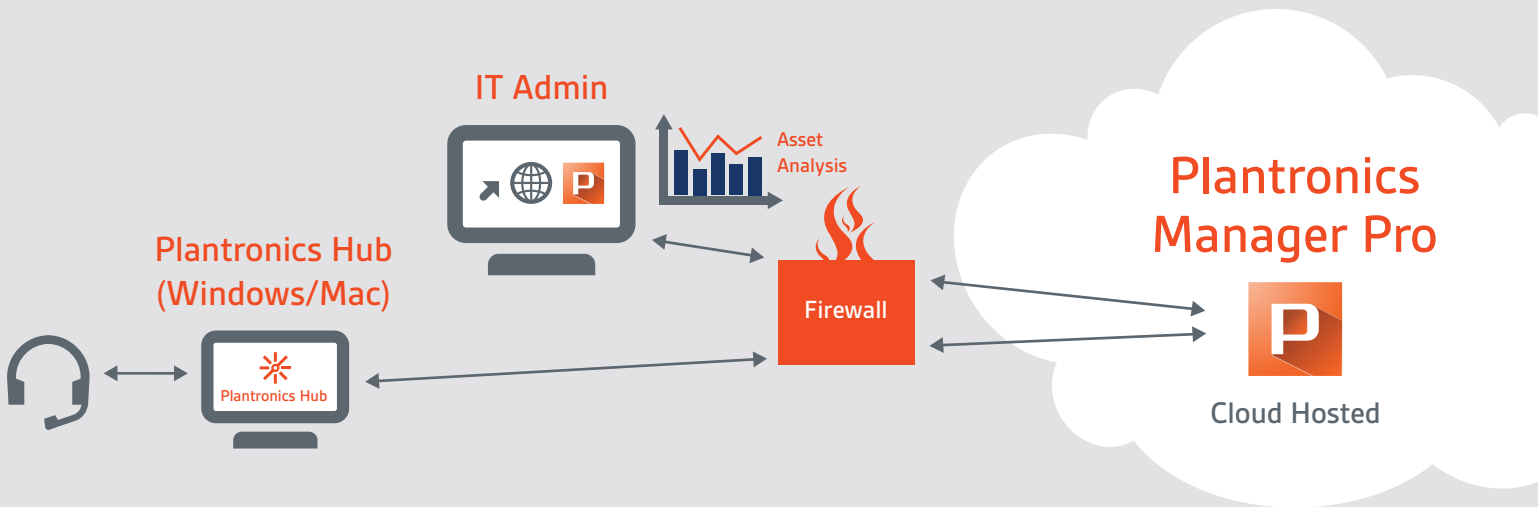 IT Admin
Asset
Analysis
Plantronics Hub
(Windows/Mac)
Plantronics Hub
Firewall
Plantronics
Manager Pro
Cloud Hosted
P
P